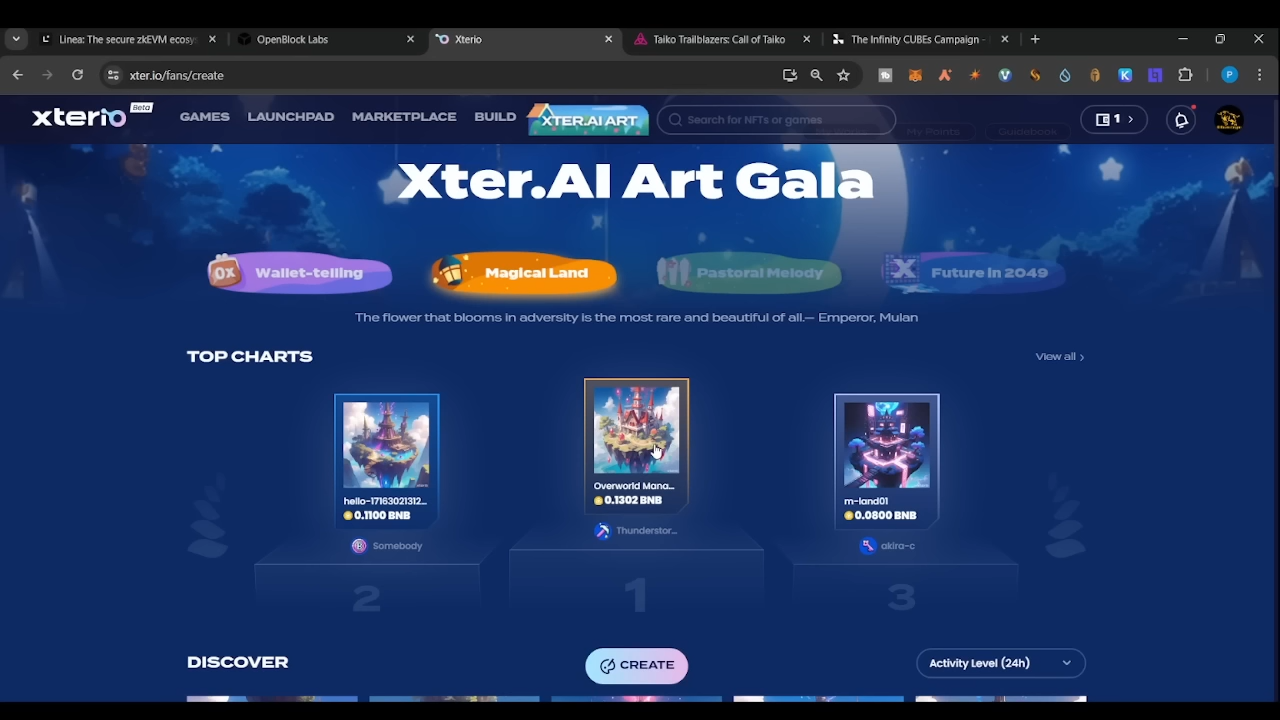 Linea: The secure zkEVM ecosy
OpenBlock Labs
Xterio
Taiko Trailblazers: Call of Taiko
The Infinity CUBEs Campaign -
xter.io/fans/create
P
xterio
Beta
GAMES
LAUNCHPAD
MARKETPLACE
BUILD
XTER.AI ART
Search for NFTs or games
My Points
Guidebook
1
Xter.AI Art Gala
0X
Wallet-telling
Magical Land
Pastoral Melody
X
Future in 2049
The flower that blooms in adversity is the most rare and beautiful of all.— Emperor, Mulan
TOP CHARTS
View all
hello-17163021312...
0.1100 BNB
Somebody
2
Overworld Mana...
0.1302 BNB
Thunderstor...
1
m-land01
0.0800 BNB
akira-c
3
DISCOVER
CREATE
Activity Level (24h)